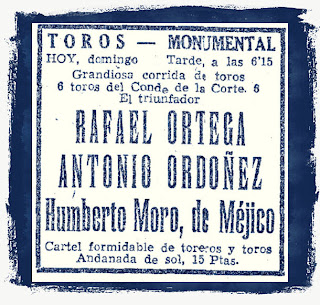 TOROS — MONUMENTAL
HOY, domingo Tarde, a las 6'15
Grandiosa corrida de toros
6 toros del Conde de la Corte. 6
El triunfador
RAFAEL ORTEGA
ANTONIO ORDOÑEZ
Humberto Moro, de Méjico
Cartel formidable de toreros y toros
Andanada de sol, 15 Ptas.